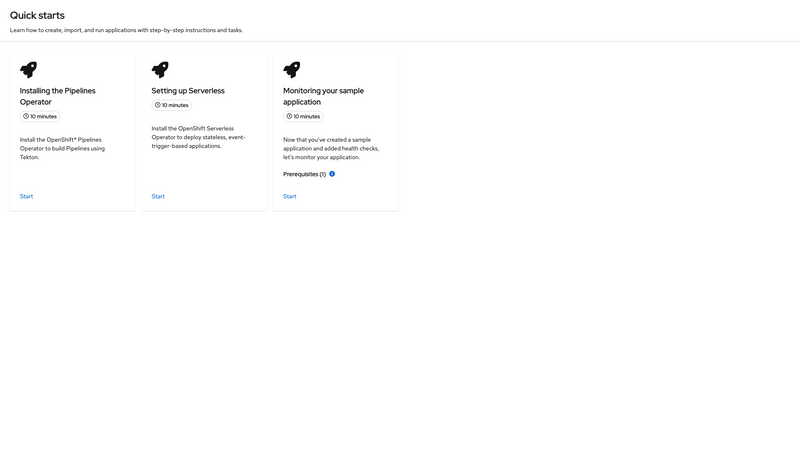 Quick starts
Learn how to create, import, and run applications with step-by-step instructions and tasks.
Installing the Pipelines
Operator
10 minutes
Install the OpenShift® Pipelines
Operator to build Pipelines using
Tekton.
Start
Setting up Serverless
10 minutes
Install the OpenShift Serverless
Operator to deploy stateless, event-
trigger-based applications.
Start
Monitoring your sample
application
10 minutes
Now that you've created a sample
application and added health checks,
let's monitor your application.
Prerequisites (1)
Start